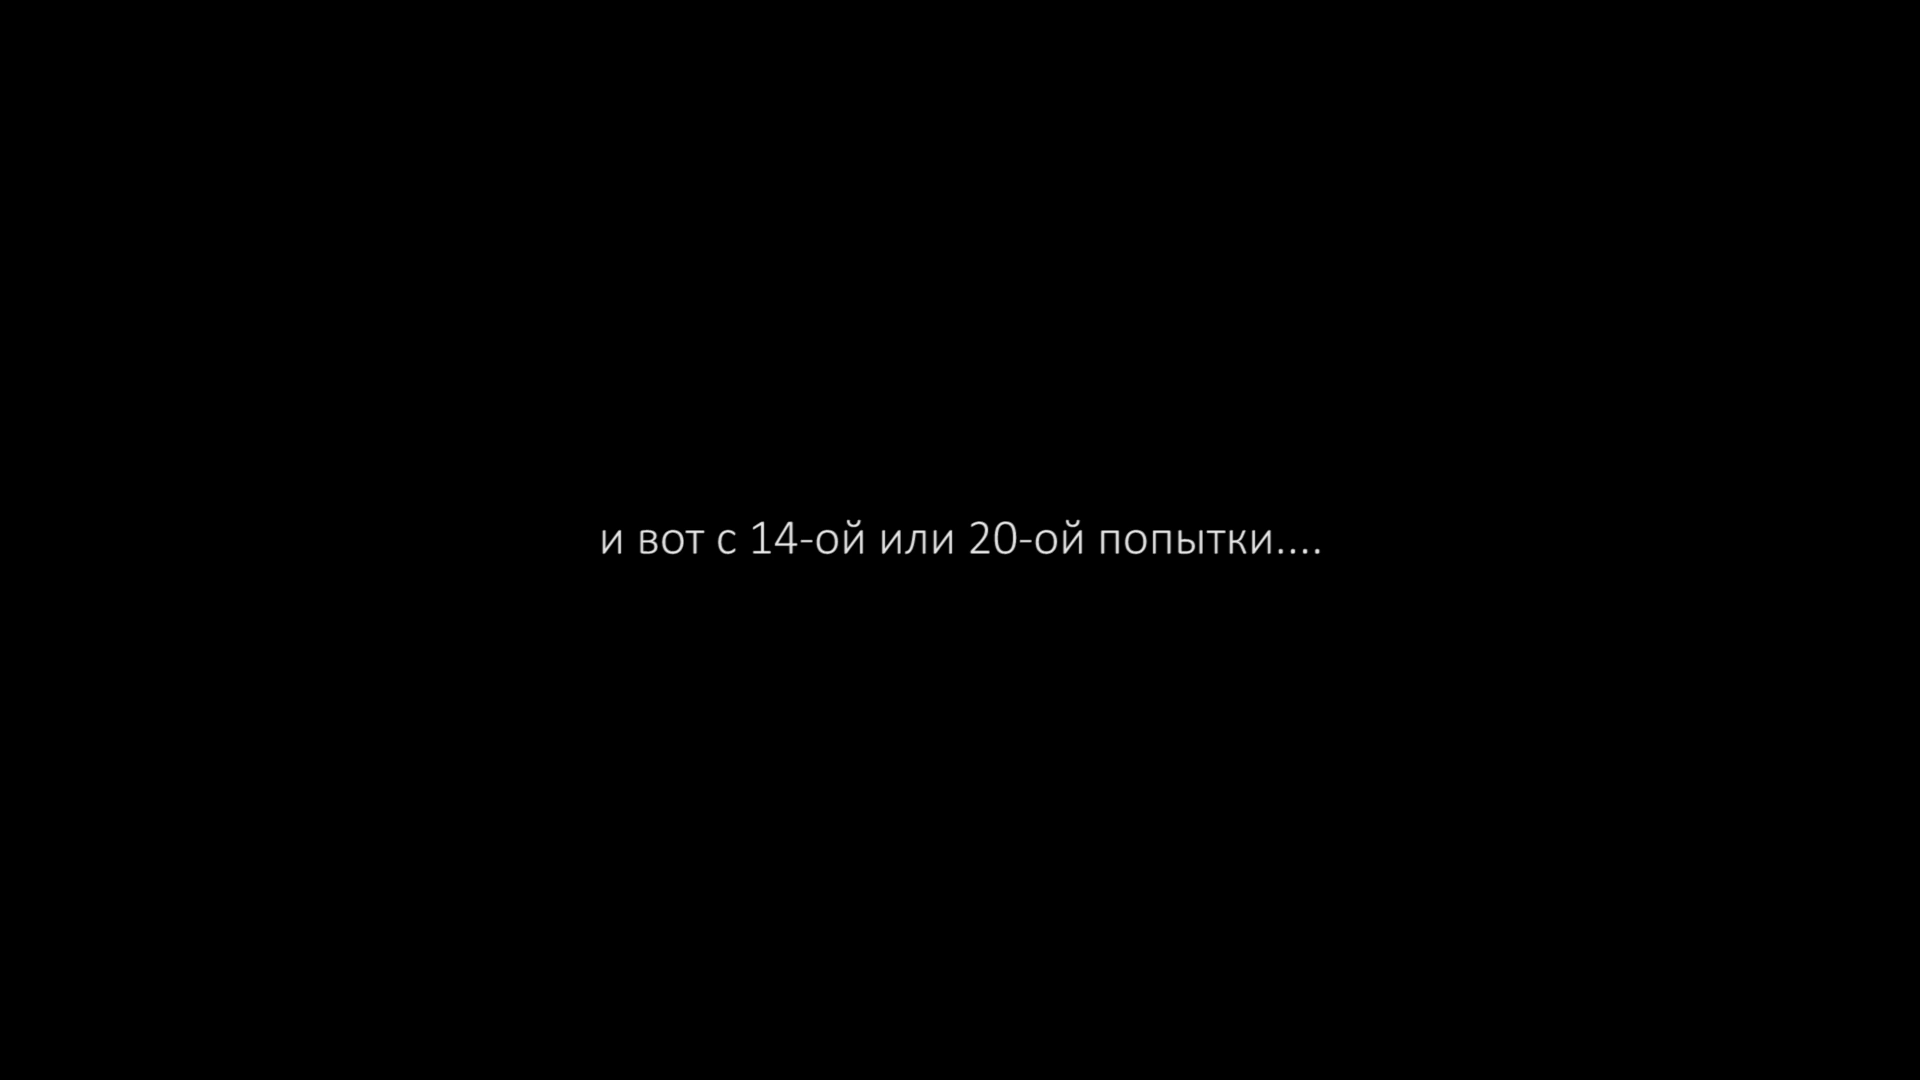 и вот с 14-ой или 20-ой попытки....